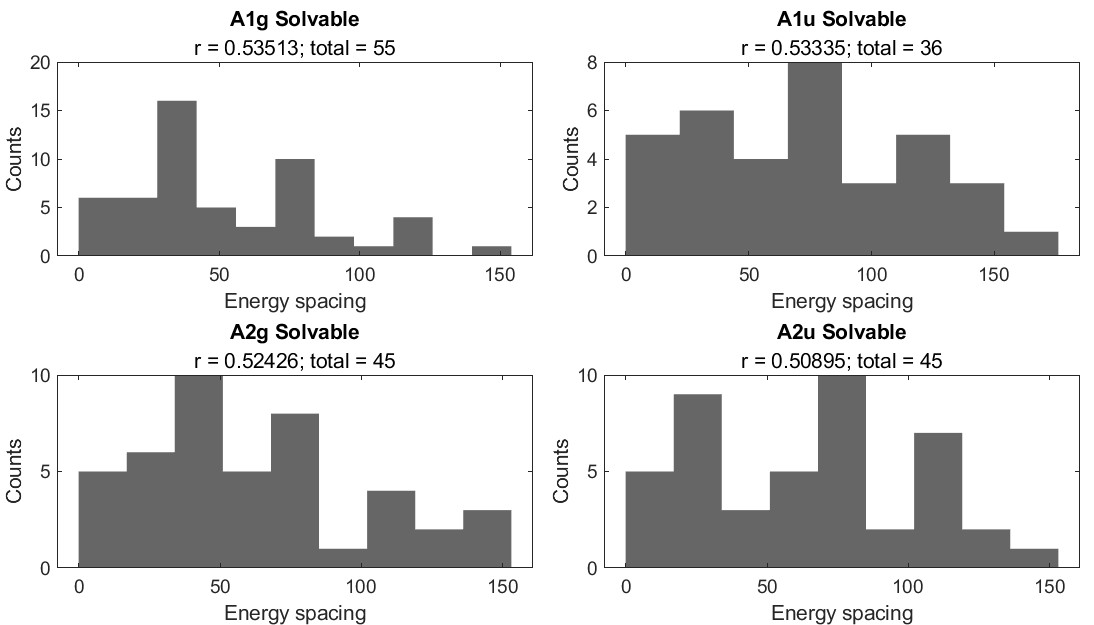 A1g Solvable
r = 0.53513; total = 55
20
15
10
5
0
Counts
0 50 100 150
Energy spacing
A1u Solvable
r = 0.53335; total = 36
8
6
4
2
0
Counts
0 50 100 150
Energy spacing
A2g Solvable
r = 0.52426; total = 45
10
5
0
Counts
0 50 100 150
Energy spacing
A2u Solvable
r = 0.50895; total = 45
10
5
0
Counts
0 50 100 150
Energy spacing